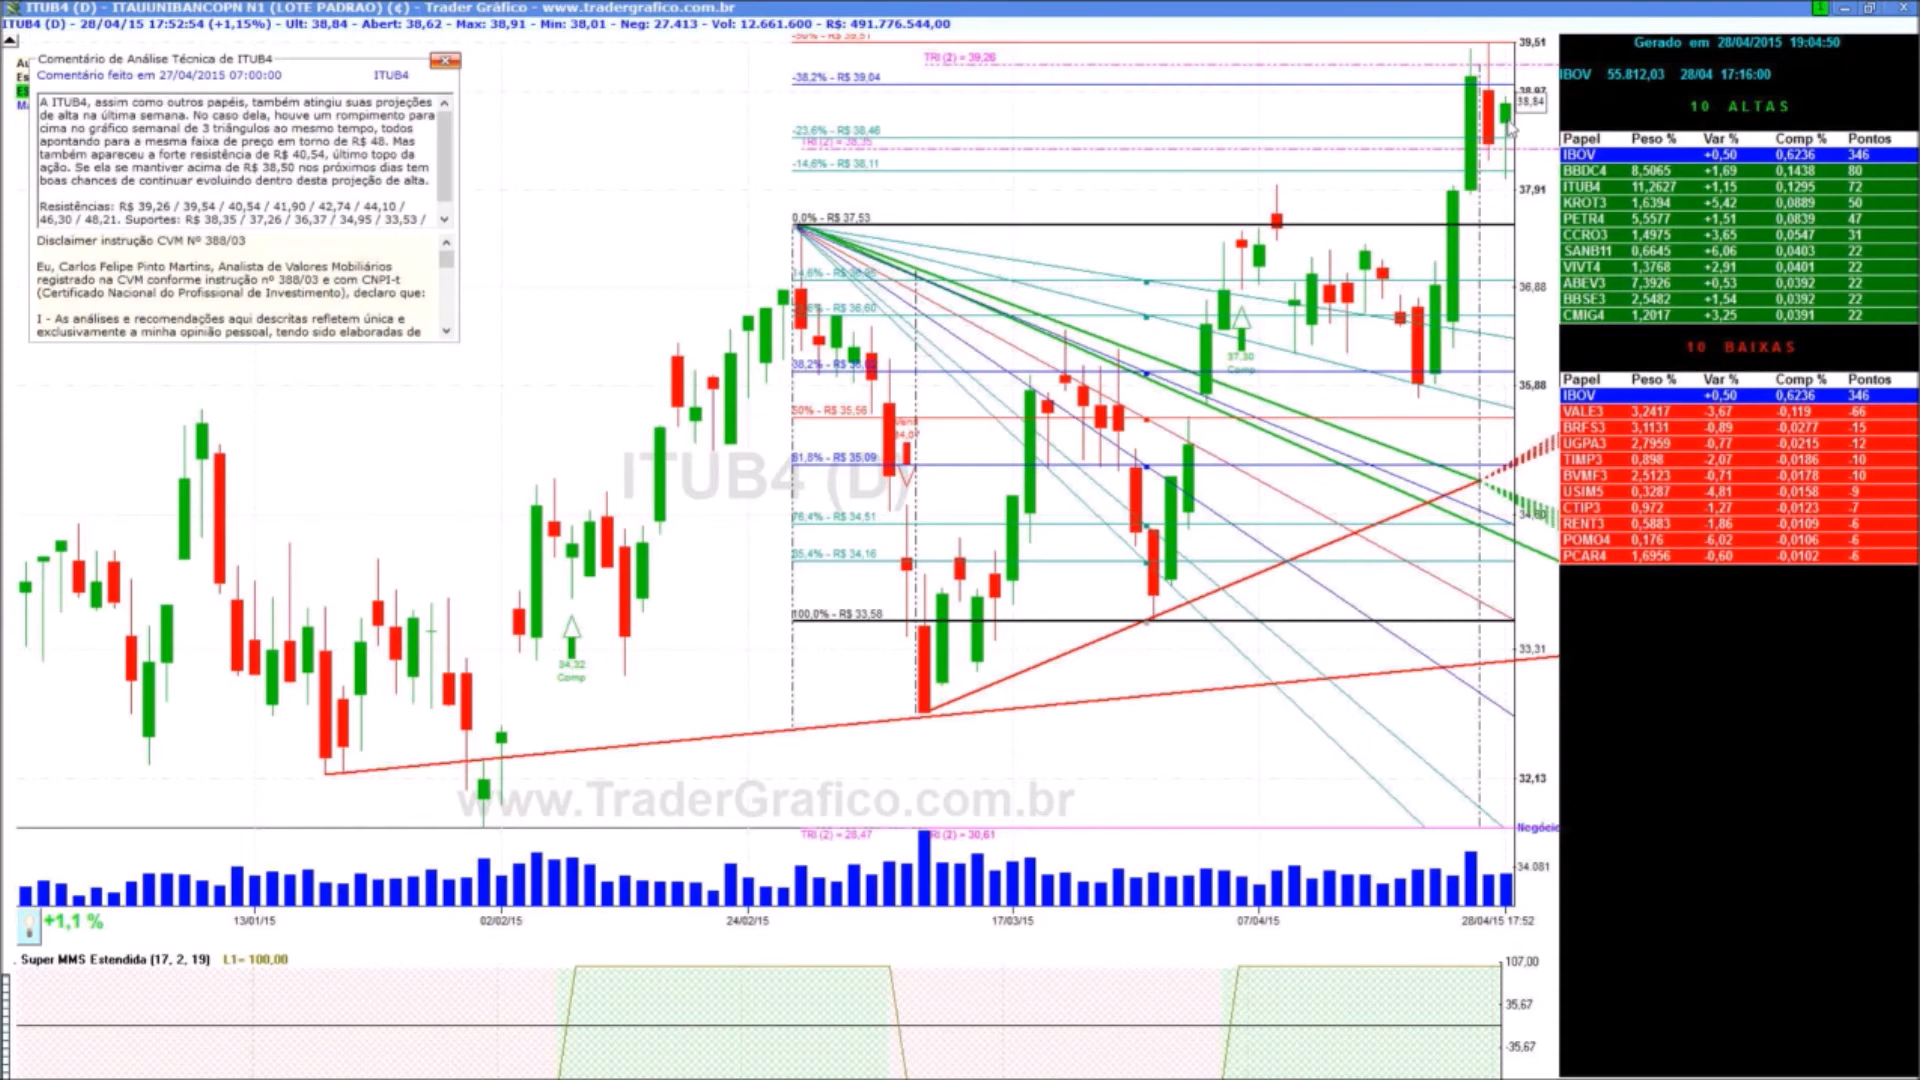 ITUB4 (D) - ITAUUNIBANCOPN N1 (LOTE PADRAO) (¢) - Trader Gráfico - www.tradergrafico.com.br
ITUB4 (D) - 28/04/15 17:52:54 (+1,15%) - Ult: 38,84 - Abert: 38,62 - Max: 38,91 - Min: 38,01 - Neg: 27.413 - Vol: 12.661.600 - R$: 491.776.544,00
Comentário de Análise Técnica de ITUB4
Comentário feito em 27/04/2015 07:00:00 ITUB4
A ITUB4, assim como outros papéis, também atingiu suas projeções
de alta na última semana. No caso dela, houve um rompimento para
cima no gráfico semanal de 3 triângulos ao mesmo tempo, todos
apontando para a mesma faixa de preço em torno de R$ 48. Mas
também apareceu a forte resistência de R$ 40,54, último topo da
ação. Se ela se mantiver acima de R$ 38,50 nos próximos dias tem
boas chances de continuar evoluindo dentro desta projeção de alta.
Resistências: R$ 39,26 / 39,54 / 40,54 / 41,90 / 42,74 / 44,10 /
46,30 / 48,21. Suportes: R$ 38,35 / 37,26 / 36,37 / 34,95 / 33,53 /
Disclaimer instrução CVM Nº 388/03
Eu, Carlos Felipe Pinto Martins, Analista de Valores Mobiliários
registrado na CVM conforme instrução nº 388/03 e com CNPI-t
(Certificado Nacional do Profissional de Investimento), declaro que:
I - As análises e recomendações aqui descritas refletem única e
exclusivamente a minha opinião pessoal, tendo sido elaboradas de
TRI (2) = 39,26
-38,2% - R$ 39,04
-23,6% - R$ 38,46
TRI (2) = 38,35
-14,6% - R$ 38,11
0,0% - R$ 37,53
38,2%
50% - R$ 35,56
61,8% - R$ 35,09
76,4% - R$ 34,51
85,4% - R$ 34,16
100,0% - R$ 33,58
34,32
Comp
37,30
Comp
ITUB4 (D)
www.TraderGrafico.com.br
39,51
38,97
38,84
37,91
36,88
35,88
33,31
32,13
TRI (2) = 28,47
RI (2) = 30,61
Negócio
34.081
+1,1 %
13/01/15 02/02/15 24/02/15 17/03/15 07/04/15 28/04/15 17:52
. Super MMS Estendida (17, 2, 19) L1= 100,00
107,00
35,67
-35,67
Gerado em 28/04/2015 19:04:50
IBOV 55.812,03 28/04 17:16:00
10 ALTAS
Papel Peso % Var % Comp % Pontos
IBOV +0,50 0,6236 346
BBDC4 8,5065 +1,69 0,1438 80
ITUB4 11,2627 +1,15 0,1295 72
KROT3 1,6394 +5,42 0,0889 50
PETR4 5,5577 +1,51 0,0839 47
CCRO3 1,4975 +3,65 0,0547 31
SANB11 0,6645 +6,06 0,0403 22
VIVT4 1,3768 +2,91 0,0401 22
ABEV3 7,3926 +0,53 0,0392 22
BBSE3 2,5482 +1,54 0,0392 22
CMIG4 1,2017 +3,25 0,0391 22
10 BAIXAS
Papel Peso % Var % Comp % Pontos
IBOV +0,50 0,6236 346
VALE3 3,2417 -3,67 -0,119 -66
BRFS3 3,1131 -0,89 -0,0277 -15
UGPA3 2,7959 -0,77 -0,0215 -12
TIMP3 0,898 -2,07 -0,0186 -10
BVMF3 2,5123 -0,71 -0,0178 -10
USIM5 0,3287 -4,81 -0,0158 -9
CTIP3 0,972 -1,27 -0,0123 -7
RENT3 0,5883 -1,86 -0,0109 -6
POMO4 0,176 -6,02 -0,0106 -6
PCAR4 1,6956 -0,60 -0,0102 -6